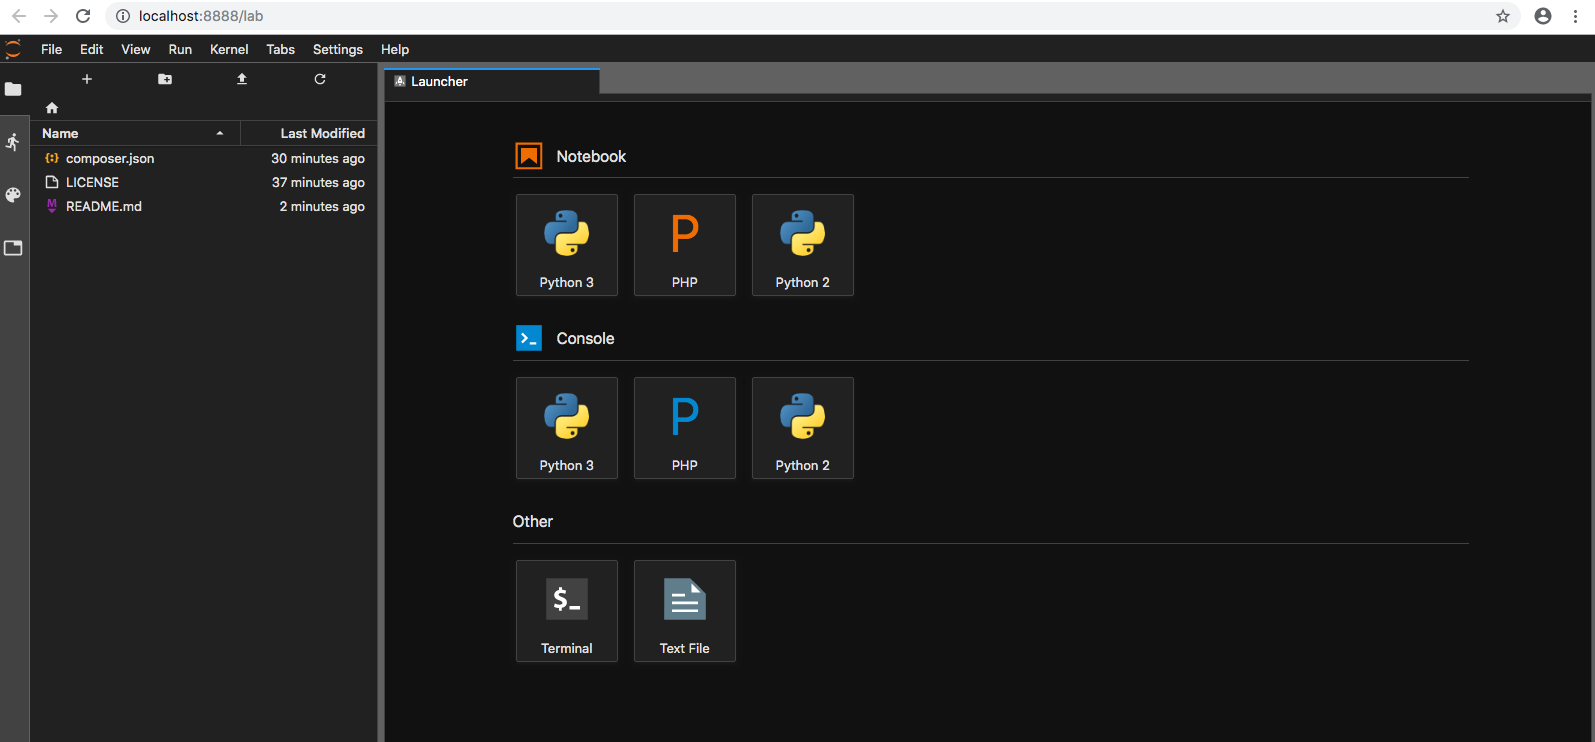 localhost:8888/lab
File Edit View Run Kernel Tabs Settings Help
Launcher
Name Last Modified
composer.json 30 minutes ago
LICENSE 37 minutes ago
README.md 2 minutes ago
Notebook
P
Python 3 PHP Python 2
Console
P
Python 3 PHP Python 2
Other
$_
Terminal Text File